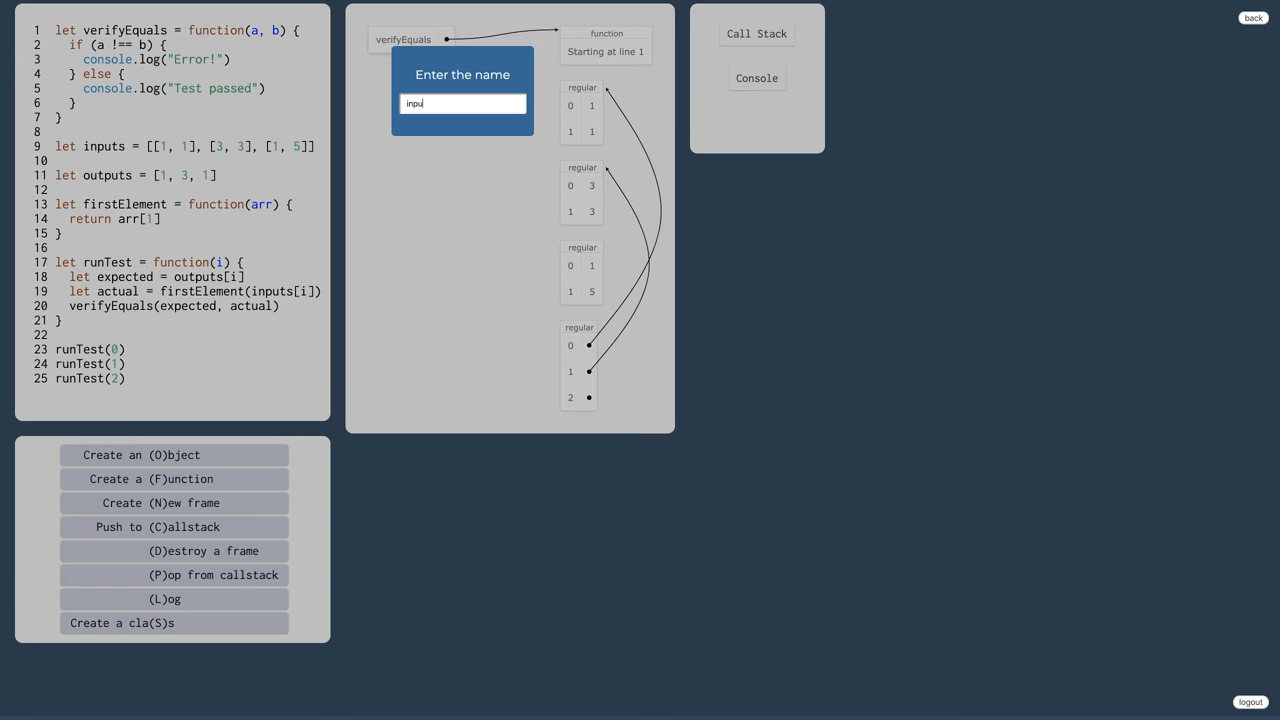 1 let verifyEquals = function(a, b) {
2   if (a !== b) {
3     console.log("Error!")
4   } else {
5     console.log("Test passed")
6   }
7 }
8
9 let inputs = [[1, 1], [3, 3], [1, 5]]
10
11 let outputs = [1, 3, 1]
12
13 let firstElement = function(arr) {
14   return arr[1]
15 }
16
17 let runTest = function(i) {
18   let expected = outputs[i]
19   let actual = firstElement(inputs[i])
20   verifyEquals(expected, actual)
21 }
22
23 runTest(0)
24 runTest(1)
25 runTest(2)
Create an (O)bject
Create a (F)unction
Create (N)ew frame
Push to (C)allstack
(D)estroy a frame
(P)op from callstack
(L)og
Create a cla(S)s
verifyEquals
Enter the name
inpu
function
Starting at line 1
regular
0 1
1 1
regular
0 3
1 3
regular
0 1
1 5
regular
0
1
2
Call Stack
Console
back
logout